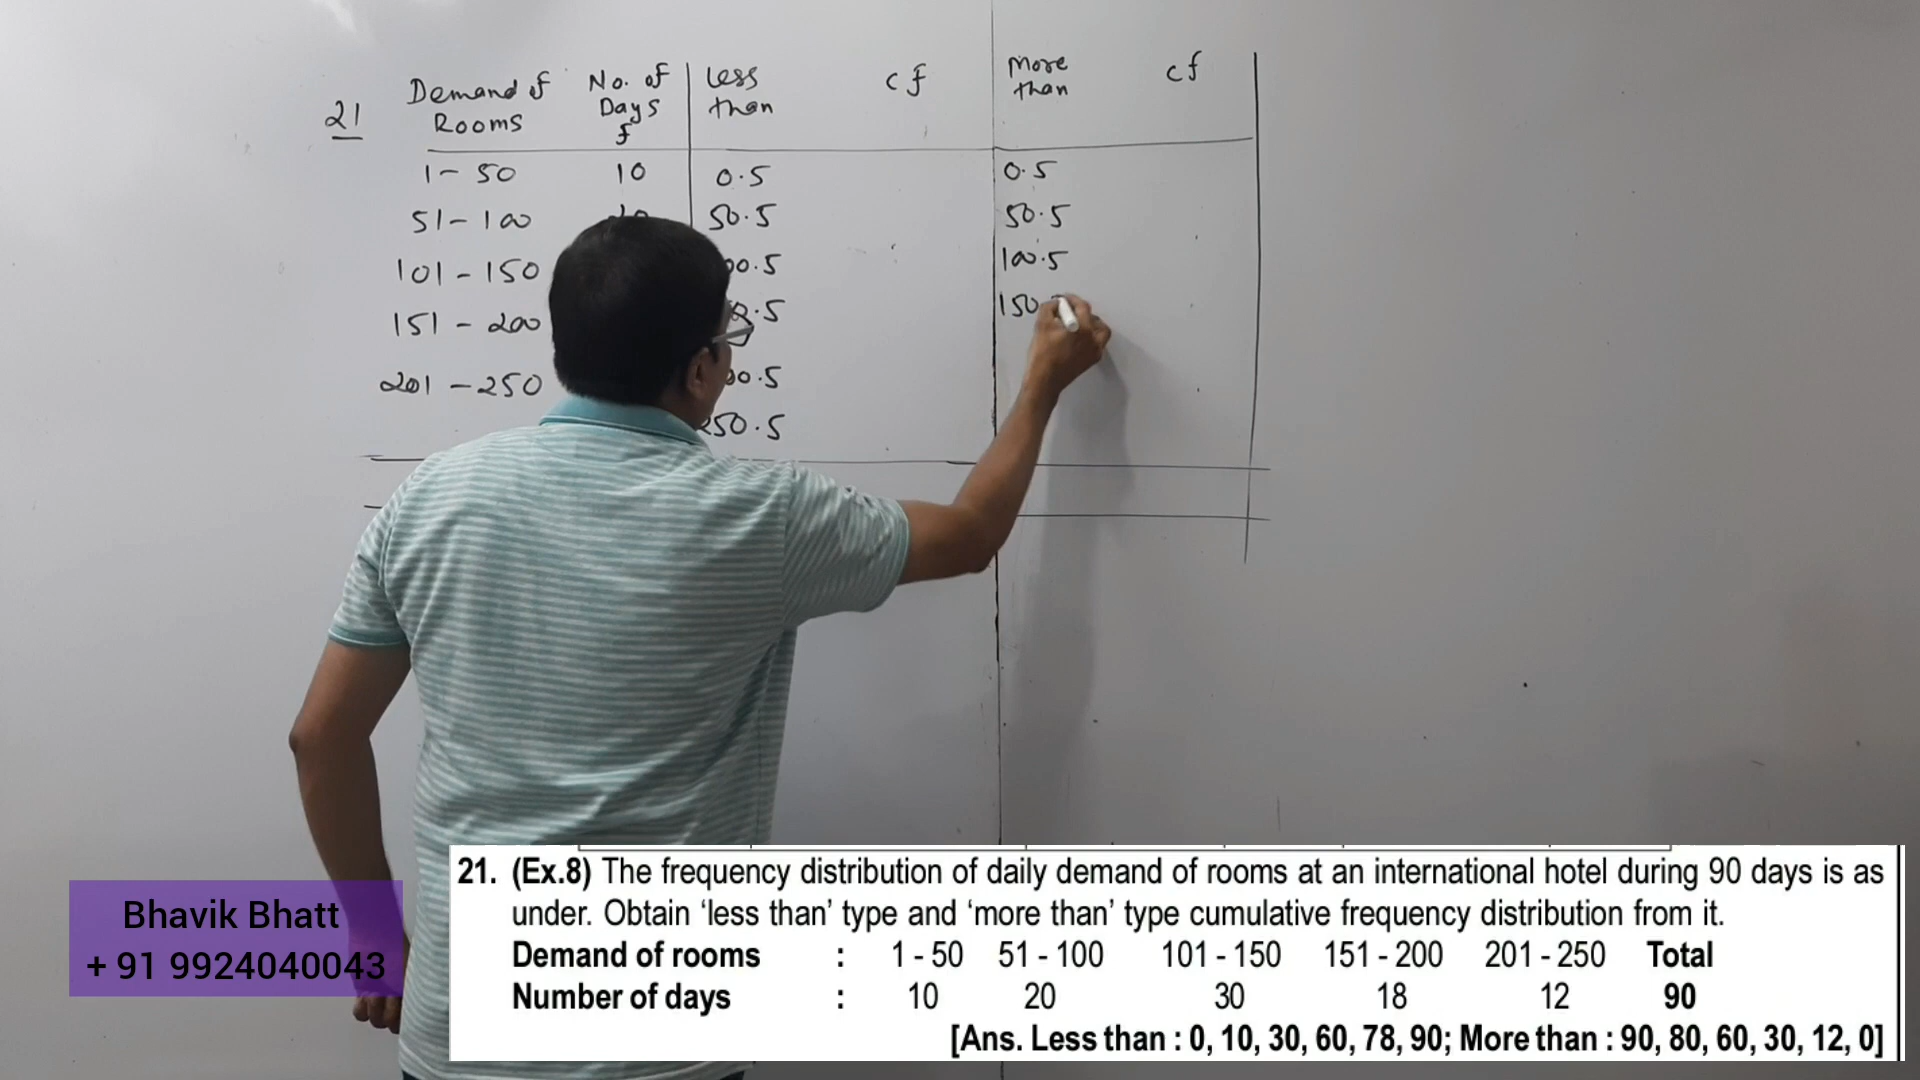 21
Demand of Rooms
No. of Days f
Less than
cf
More than
cf
1 - 50 10 0.5 0.5
51 - 100 50.5 50.5
101 - 150 00.5 100.5
151 - 200 .5 150
201 - 250 00.5
250.5
21. (Ex.8) The frequency distribution of daily demand of rooms at an international hotel during 90 days is as
under. Obtain ‘less than’ type and ‘more than’ type cumulative frequency distribution from it.
Demand of rooms : 1 - 50 51 - 100 101 - 150 151 - 200 201 - 250 Total
Number of days : 10 20 30 18 12 90
[Ans. Less than : 0, 10, 30, 60, 78, 90; More than : 90, 80, 60, 30, 12, 0]
Bhavik Bhatt
+ 91 9924040043